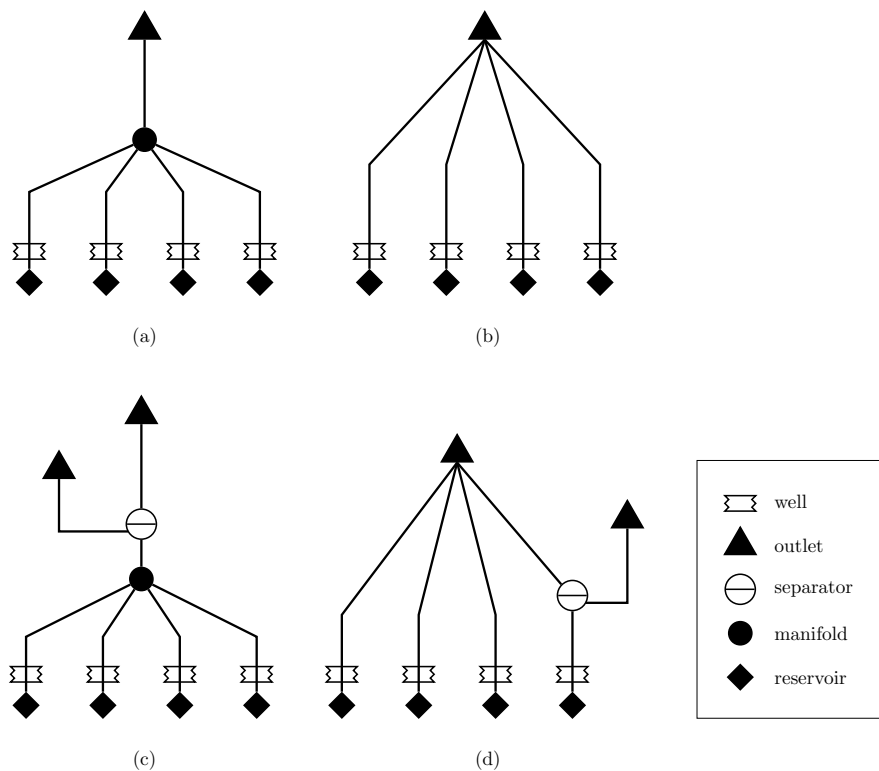 (a)
(b)
(c)
(d)
well
outlet
separator
manifold
reservoir